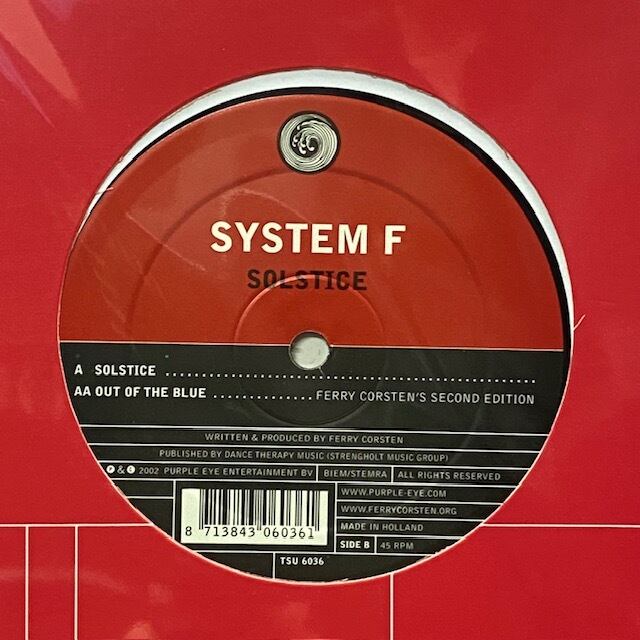 SYSTEM F
SOLSTICE
A SOLSTICE ........................................................
AA OUT OF THE BLUE ..............FERRY CORSTEN'S SECOND EDITION
WRITTEN & PRODUCED BY FERRY CORSTEN
PUBLISHED BY DANCE THERAPY MUSIC (STRENGHOLT MUSIC GROUP)
℗ & © 2002 PURPLE EYE ENTERTAINMENT BV BIEM/STEMRA ALL RIGHTS RESERVED
WWW.PURPLE-EYE.COM
WWW.FERRYCORSTEN.ORG
MADE IN HOLLAND
SIDE B 45 RPM
8 713843 060361
TSU 6036